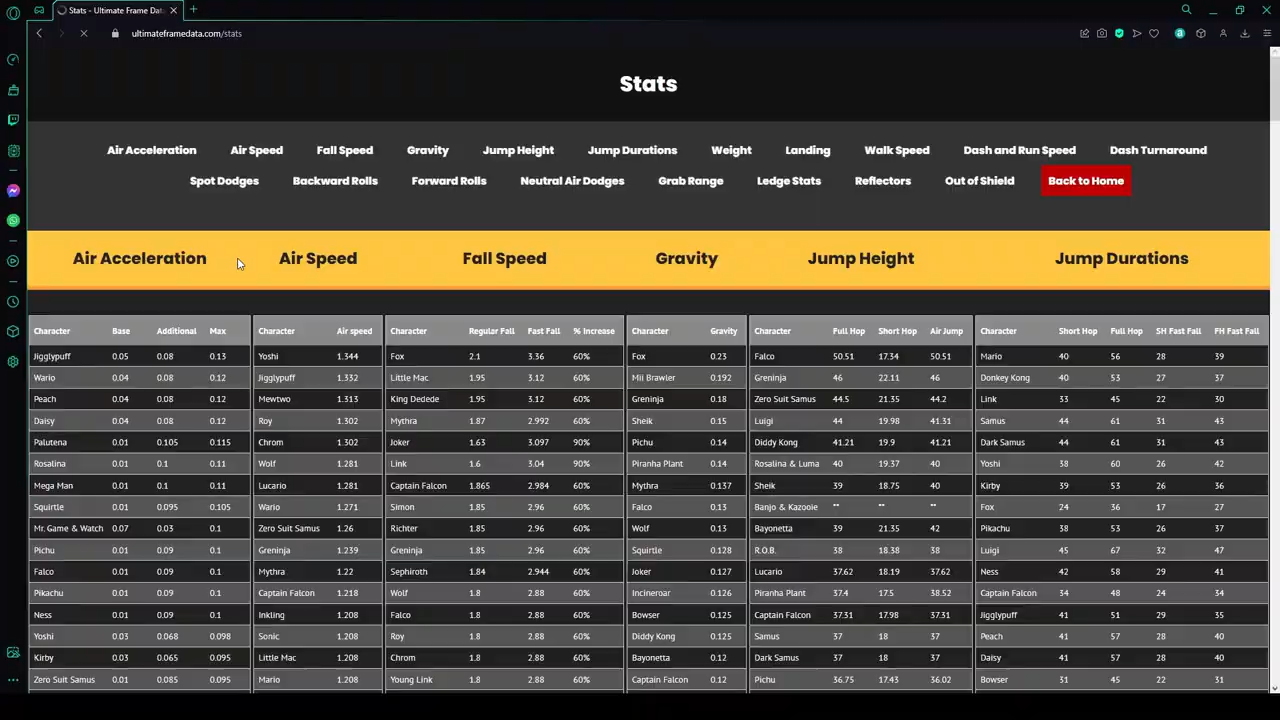 Stats - Ultimate Frame Dat
ultimateframedata.com/stats
Stats
Air Acceleration Air Speed Fall Speed Gravity Jump Height Jump Durations Weight Landing Walk Speed Dash and Run Speed Dash Turnaround
Spot Dodges Backward Rolls Forward Rolls Neutral Air Dodges Grab Range Ledge Stats Reflectors Out of Shield Back to Home
Air Acceleration Air Speed Fall Speed Gravity Jump Height Jump Durations
Character Base Additional Max Character Air speed Character Regular Fall Fast Fall % Increase Character Gravity Character Full Hop Short Hop Air Jump Character Short Hop Full Hop SH Fast Fall FH Fast Fall
Jigglypuff 0.05 0.08 0.13 Yoshi 1.344 Fox 2.1 3.36 60% Fox 0.23 Falco 50.51 17.34 50.51 Mario 40 56 28 39
Wario 0.04 0.08 0.12 Jigglypuff 1.332 Little Mac 1.95 3.12 60% Mii Brawler 0.192 Greninja 46 22.11 46 Donkey Kong 40 53 27 37
Peach 0.04 0.08 0.12 Mewtwo 1.313 King Dedede 1.95 3.12 60% Greninja 0.18 Zero Suit Samus 44.5 21.35 44.2 Link 33 45 22 30
Daisy 0.04 0.08 0.12 Roy 1.302 Mythra 1.87 2.992 60% Sheik 0.15 Luigi 44 19.98 41.31 Samus 44 61 31 43
Palutena 0.01 0.105 0.115 Chrom 1.302 Joker 1.63 3.097 90% Pichu 0.14 Diddy Kong 41.21 19.9 41.21 Dark Samus 44 61 31 43
Rosalina 0.01 0.1 0.11 Wolf 1.281 Link 1.6 3.04 90% Piranha Plant 0.14 Rosalina & Luma 40 19.37 40 Yoshi 38 60 26 42
Mega Man 0.01 0.1 0.11 Lucario 1.281 Captain Falcon 1.865 2.984 60% Mythra 0.137 Sheik 39 18.75 40 Kirby 39 53 26 36
Squirtle 0.01 0.095 0.105 Wario 1.271 Simon 1.85 2.96 60% Falco 0.13 Banjo & Kazooie ** ** ** Fox 24 36 17 27
Mr. Game & Watch 0.07 0.03 0.1 Zero Suit Samus 1.26 Richter 1.85 2.96 60% Wolf 0.13 Bayonetta 39 21.35 42 Pikachu 38 53 26 37
Pichu 0.01 0.09 0.1 Greninja 1.239 Greninja 1.85 2.96 60% Squirtle 0.128 R.O.B. 38 18.38 38 Luigi 45 67 32 47
Falco 0.01 0.09 0.1 Mythra 1.22 Sephiroth 1.84 2.944 60% Joker 0.127 Lucario 37.62 18.19 37.62 Ness 42 58 29 41
Pikachu 0.01 0.09 0.1 Captain Falcon 1.218 Wolf 1.8 2.88 60% Incineroar 0.126 Piranha Plant 37.4 17.5 38.52 Captain Falcon 34 48 24 34
Ness 0.01 0.09 0.1 Inkling 1.208 Falco 1.8 2.88 60% Bowser 0.125 Captain Falcon 37.31 17.98 37.31 Jigglypuff 41 51 29 35
Yoshi 0.03 0.068 0.098 Sonic 1.208 Roy 1.8 2.88 60% Diddy Kong 0.125 Samus 37 18 37 Peach 41 57 28 40
Kirby 0.03 0.065 0.095 Little Mac 1.208 Chrom 1.8 2.88 60% Bayonetta 0.12 Dark Samus 37 18 37 Daisy 41 57 28 40
Zero Suit Samus 0.01 0.085 0.095 Mario 1.208 Young Link 1.8 2.88 60% Captain Falcon 0.12 Pichu 36.75 17.43 36.02 Bowser 31 45 22 31